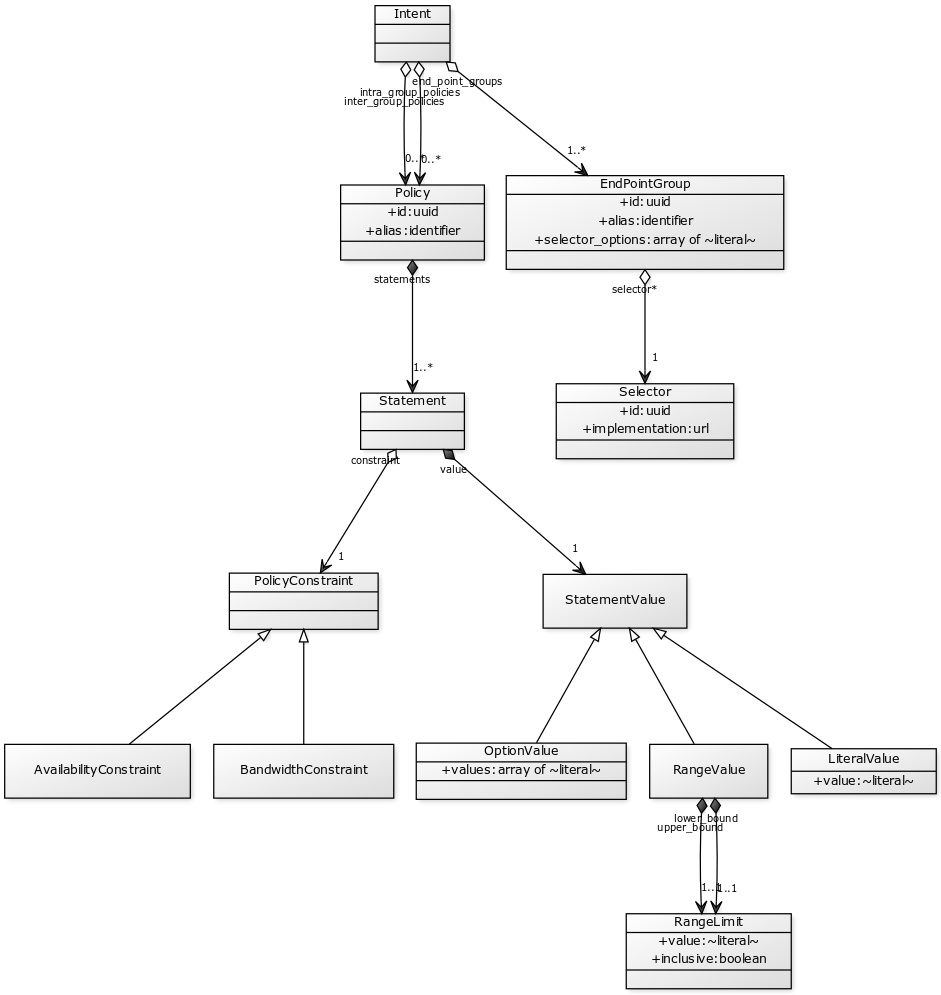 Intent
end_point_groups
intra_group_policies
inter_group_policies
1..*
0..*
0..*
Policy
+id:uuid
+alias:identifier
EndPointGroup
+id:uuid
+alias:identifier
+selector_options:array of ~literal~
statements
selector*
1..*
1
Statement
Selector
+id:uuid
+implementation:url
constraint
value
1
1
PolicyConstraint
StatementValue
AvailabilityConstraint
BandwidthConstraint
OptionValue
+values:array of ~literal~
RangeValue
LiteralValue
+value:~literal~
lower_bound
upper_bound
1..1
1..1
RangeLimit
+value:~literal~
+inclusive:boolean